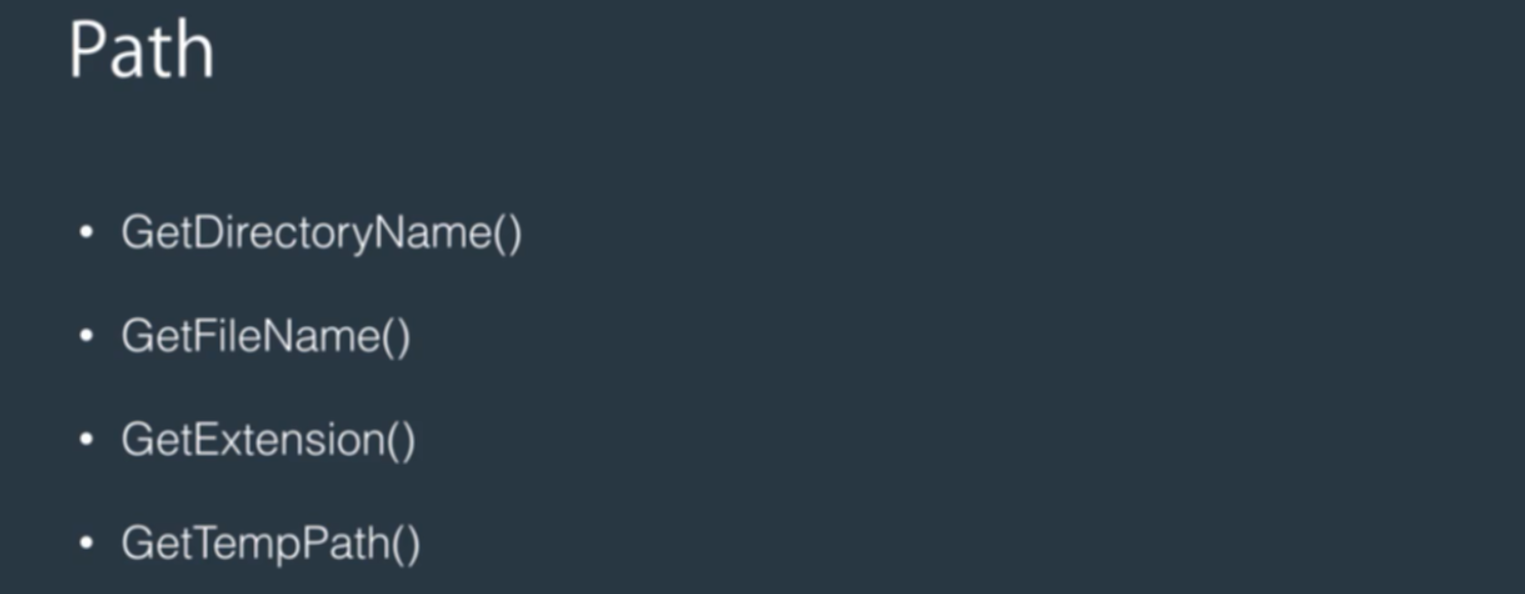 Path
• GetDirectoryName()
• GetFileName()
• GetExtension()
• GetTempPath()